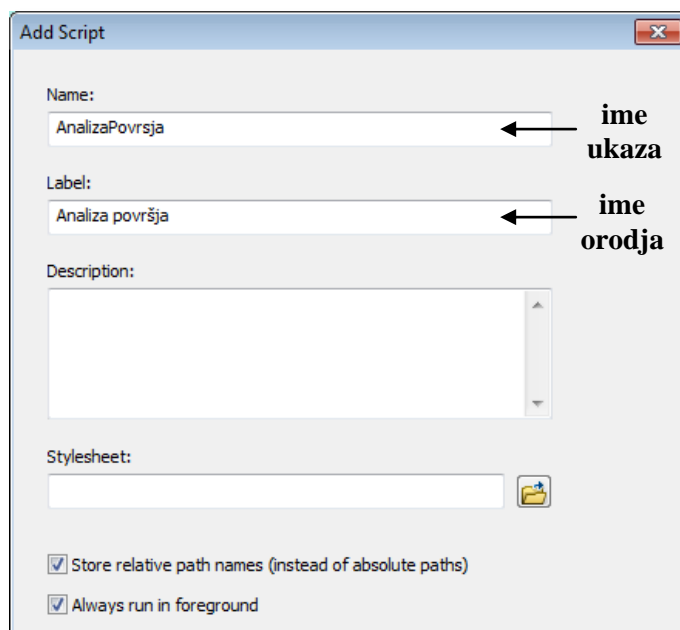 Add Script
Name:
AnalizaPovrsja
ime
ukaza
Label:
Analiza površja
ime
orodja
Description:
Stylesheet:
Store relative path names (instead of absolute paths)
Always run in foreground